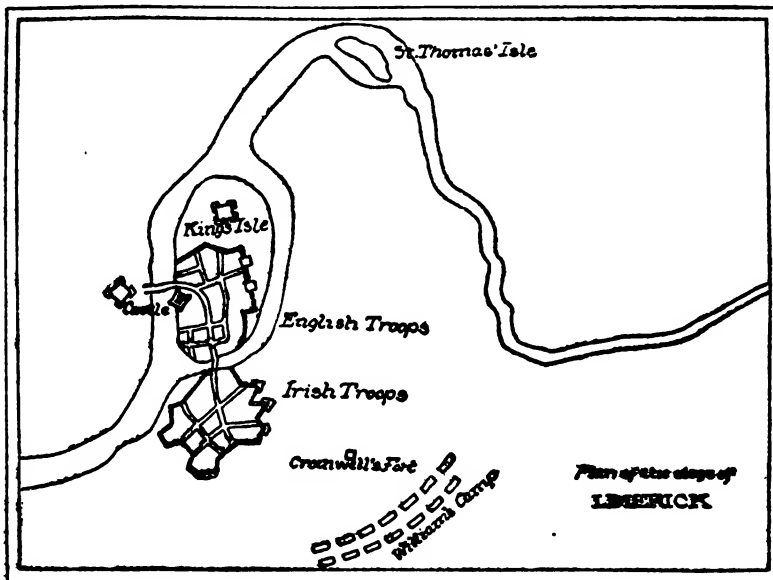 St. Thomas' Isle
King's Isle
Castle
English Troops
Irish Troops
Cromwell's Fort
William's Camp
Plan of the siege of
LIMERICK